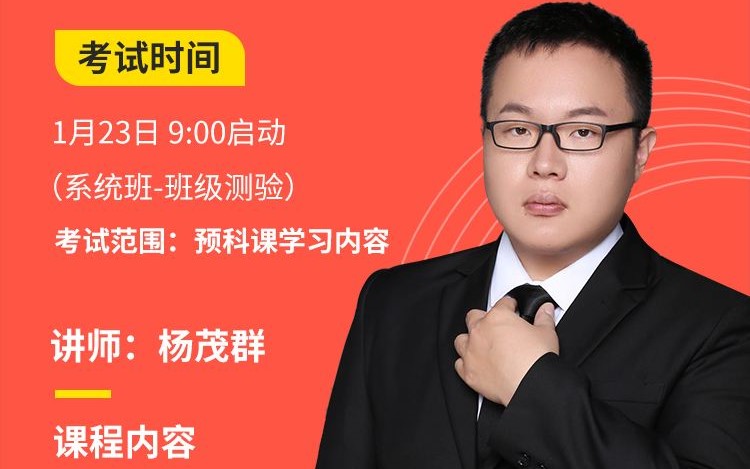 考试时间
1月23日 9:00启动
（系统班-班级测验）
考试范围：预科课学习内容
讲师：杨茂群
课程内容